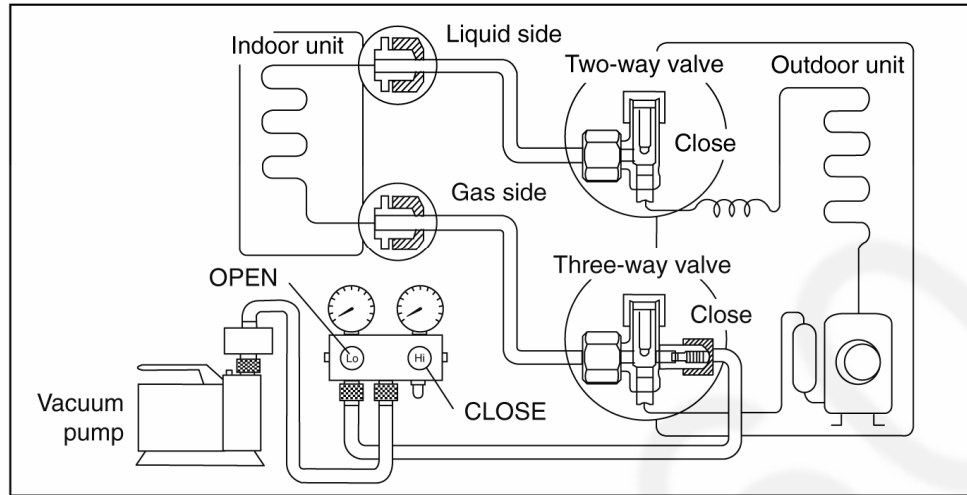 Indoor unit
Liquid side
Two-way valve
Outdoor unit
Close
Gas side
Three-way valve
OPEN
Close
Lo
Hi
CLOSE
Vacuum
pump